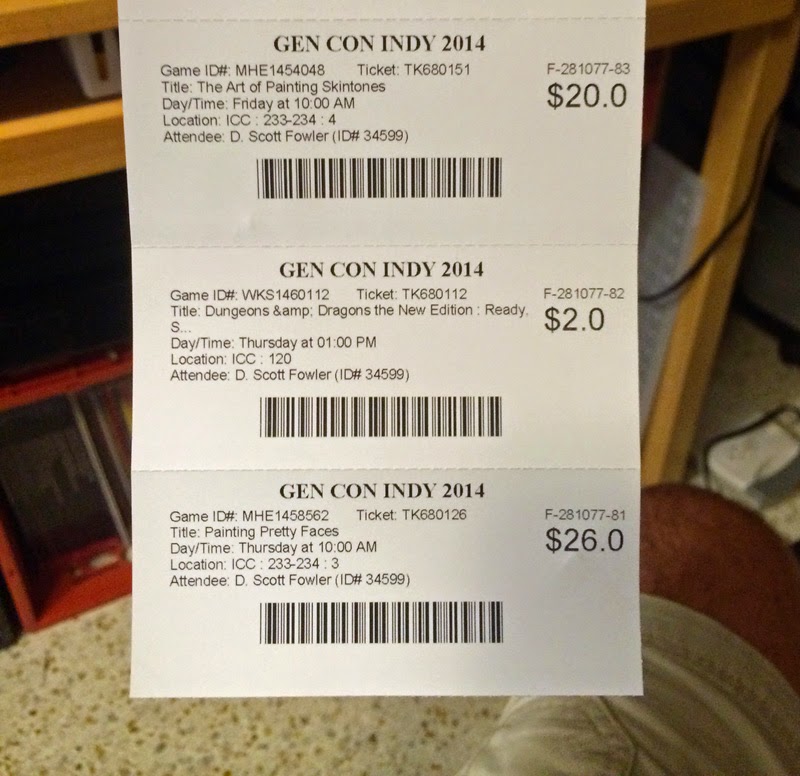 GEN CON INDY 2014
Game ID#: MHE1454048 Ticket: TK680151 F-281077-83
Title: The Art of Painting Skintones $20.0
Day/Time: Friday at 10:00 AM
Location: ICC : 233-234 : 4
Attendee: D. Scott Fowler (ID# 34599)
GEN CON INDY 2014
Game ID#: WKS1460112 Ticket: TK680112 F-281077-82
Title: Dungeons &amp; Dragons the New Edition : Ready, $2.0
S...
Day/Time: Thursday at 01:00 PM
Location: ICC : 120
Attendee: D. Scott Fowler (ID# 34599)
GEN CON INDY 2014
Game ID#: MHE1458562 Ticket: TK680126 F-281077-81
Title: Painting Pretty Faces $26.0
Day/Time: Thursday at 10:00 AM
Location: ICC : 233-234 : 3
Attendee: D. Scott Fowler (ID# 34599)